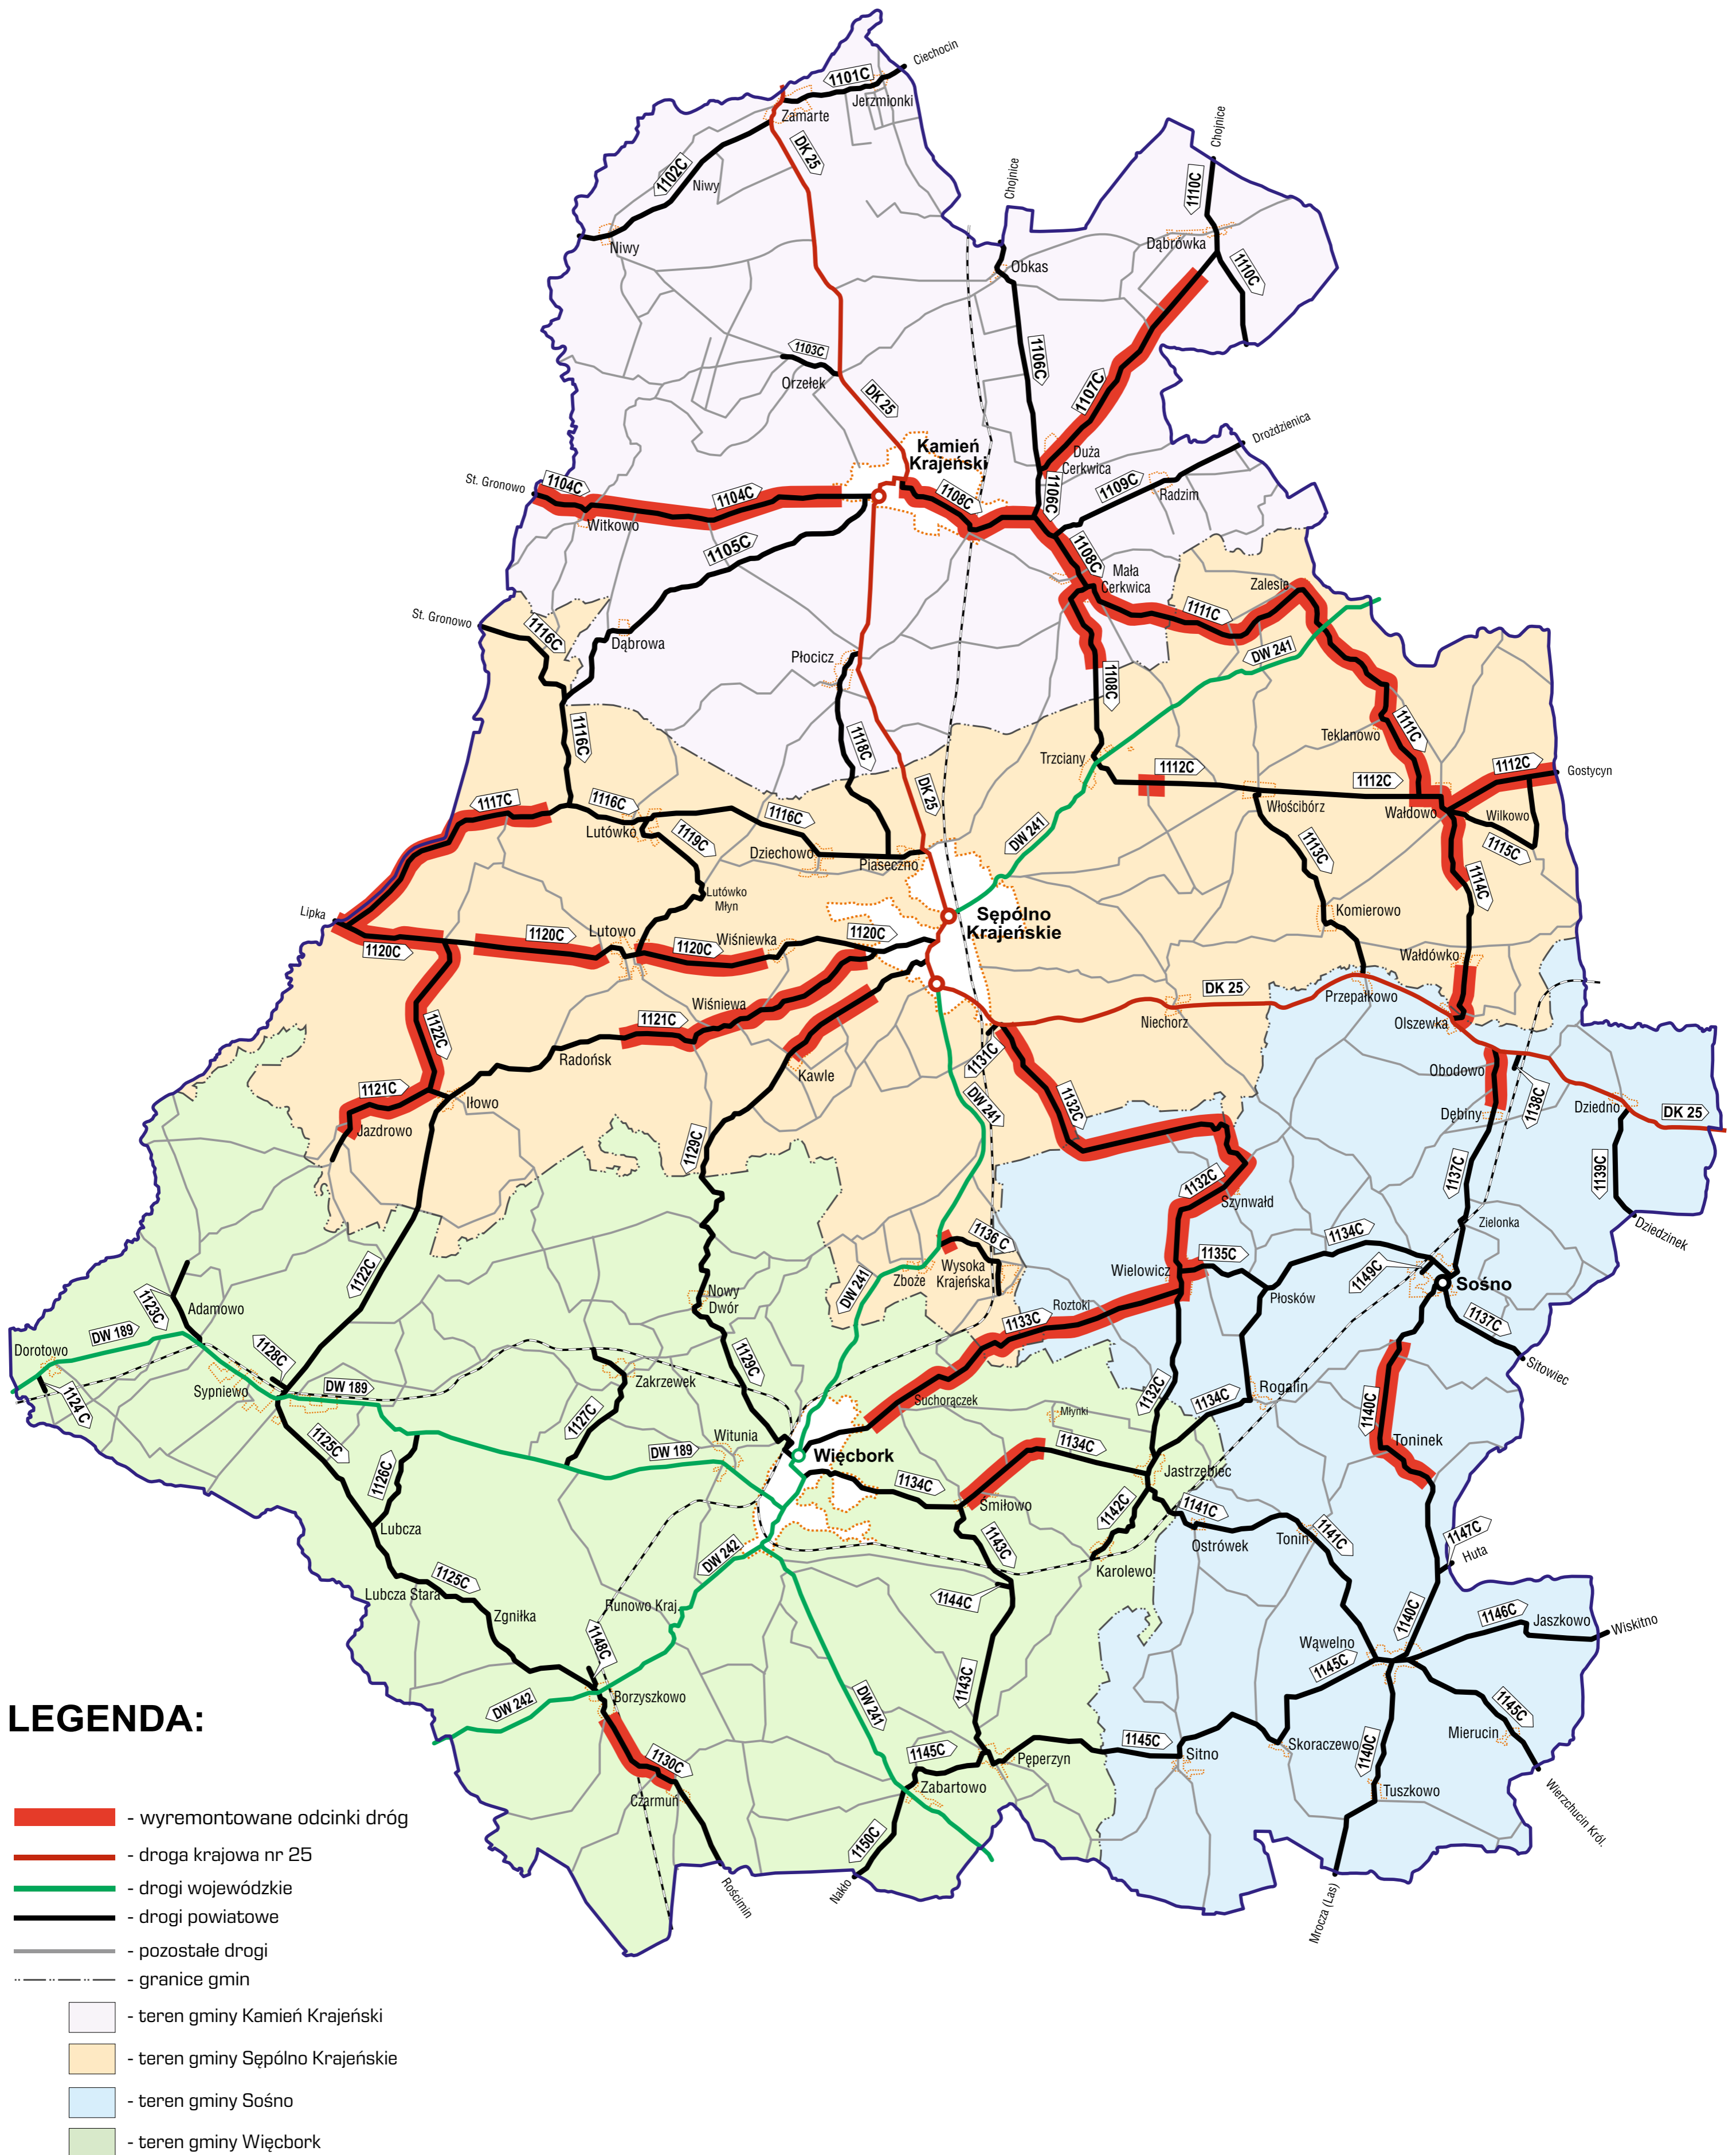 Ciechocin
1101C
Jerzmionki
Zamarte
DK 25
1102C
Niwy
Niwy
Chojnice
Chojnice
1110C
Dąbrówka
1110C
Obkas
1106C
1107C
1103C
Orzełek
DK 25
Kamień
Krajeński
Duża
Cerkwica
Drożdzienica
St. Gronowo
1104C
1104C
Witkowo
1108C
1106C
1109C
Radzim
1105C
1108C
Mała
Cerkwica
Zalesie
1111C
St. Gronowo
1116C
Dąbrowa
Płocicz
DW 241
1108C
1116C
1118C
Teklanowo
1111C
Trzciany
1112C
1112C
1112C
Gostycyn
DK 25
1117C
1116C
Lutówko
1116C
1119C
Dziechowo
Piaseczno
DW 241
Włościbórz
Wałdowo
Wilkowo
1115C
1113C
1114C
Lutówko
Młyn
Lipka
Sępólno
Krajeńskie
Komierowo
1120C
1120C
Lutowo
1120C
Wiśniewka
1120C
Wałdówko
Przepałkowo
DK 25
Niechorz
Olszewka
Wiśniewa
1121C
1122C
Radońsk
Kawle
1131C
1132C
Obodowo
Dębiny
1138C
Dziedno
DK 25
1121C
Iłowo
Jazdrowo
DW 241
1129C
1132C
Szynwałd
1137C
1139C
Zielonka
Dziedzinek
1134C
1136 C
Wysoka
Krajeńska
Zboże
1135C
Wielowicz
1149C
Sośno
Płosków
1122C
DW 241
Nowy
Dwór
Roztoki
1133C
1137C
Sitowiec
1123C
Adamowo
DW 189
Dorotowo
1124 C
1128C
Sypniewo
DW 189
1129C
Zakrzewek
1127C
Suchorączek
Młynki
1132C
1134C
Rogalin
1140C
Toninek
1125C
1126C
Witunia
DW 189
Więcbork
1134C
1134C
Jastrzębiec
Śmiłowo
1142C
1141C
Ostrówek
Tonin
1141C
1147C
Huta
Lubcza
DW 242
1143C
Karolewo
1125C
Lubcza Stara
Zgniłka
Runowo Kraj.
1144C
1140C
1146C
Jaszkowo
Wiskitno
1148C
Wąwelno
1145C
1143C
Borzyszkowo
DW 242
DW 241
1145C
Mierucin
1130C
Czarmuń
1145C
Pęperzyn
1145C
Sitno
Skoraczewo
1140C
Tuszkowo
Zabartowo
Wierzchucin Król.
1150C
Nakło
Rościmin
Mrocza (Las)
LEGENDA:
- wyremontowane odcinki dróg
- droga krajowa nr 25
- drogi wojewódzkie
- drogi powiatowe
- pozostałe drogi
- granice gmin
- teren gminy Kamień Krajeński
- teren gminy Sępólno Krajeńskie
- teren gminy Sośno
- teren gminy Więcbork